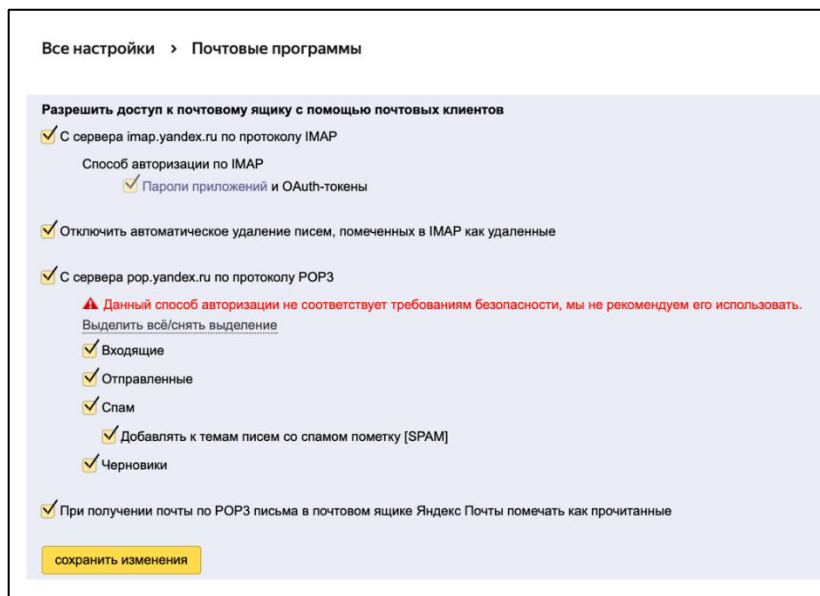 Все настройки > Почтовые программы
Разрешить доступ к почтовому ящику с помощью почтовых клиентов
С сервера imap.yandex.ru по протоколу IMAP
Способ авторизации по IMAP
Пароли приложений и OAuth-токены
Отключить автоматическое удаление писем, помеченных в IMAP как удаленные
С сервера pop.yandex.ru по протоколу POP3
Данный способ авторизации не соответствует требованиям безопасности, мы не рекомендуем его использовать.
Выделить всё/снять выделение
Входящие
Отправленные
Спам
Добавлять к темам писем со спамом пометку [SPAM]
Черновики
При получении почты по POP3 письма в почтовом ящике Яндекс Почты помечать как прочитанные
сохранить изменения